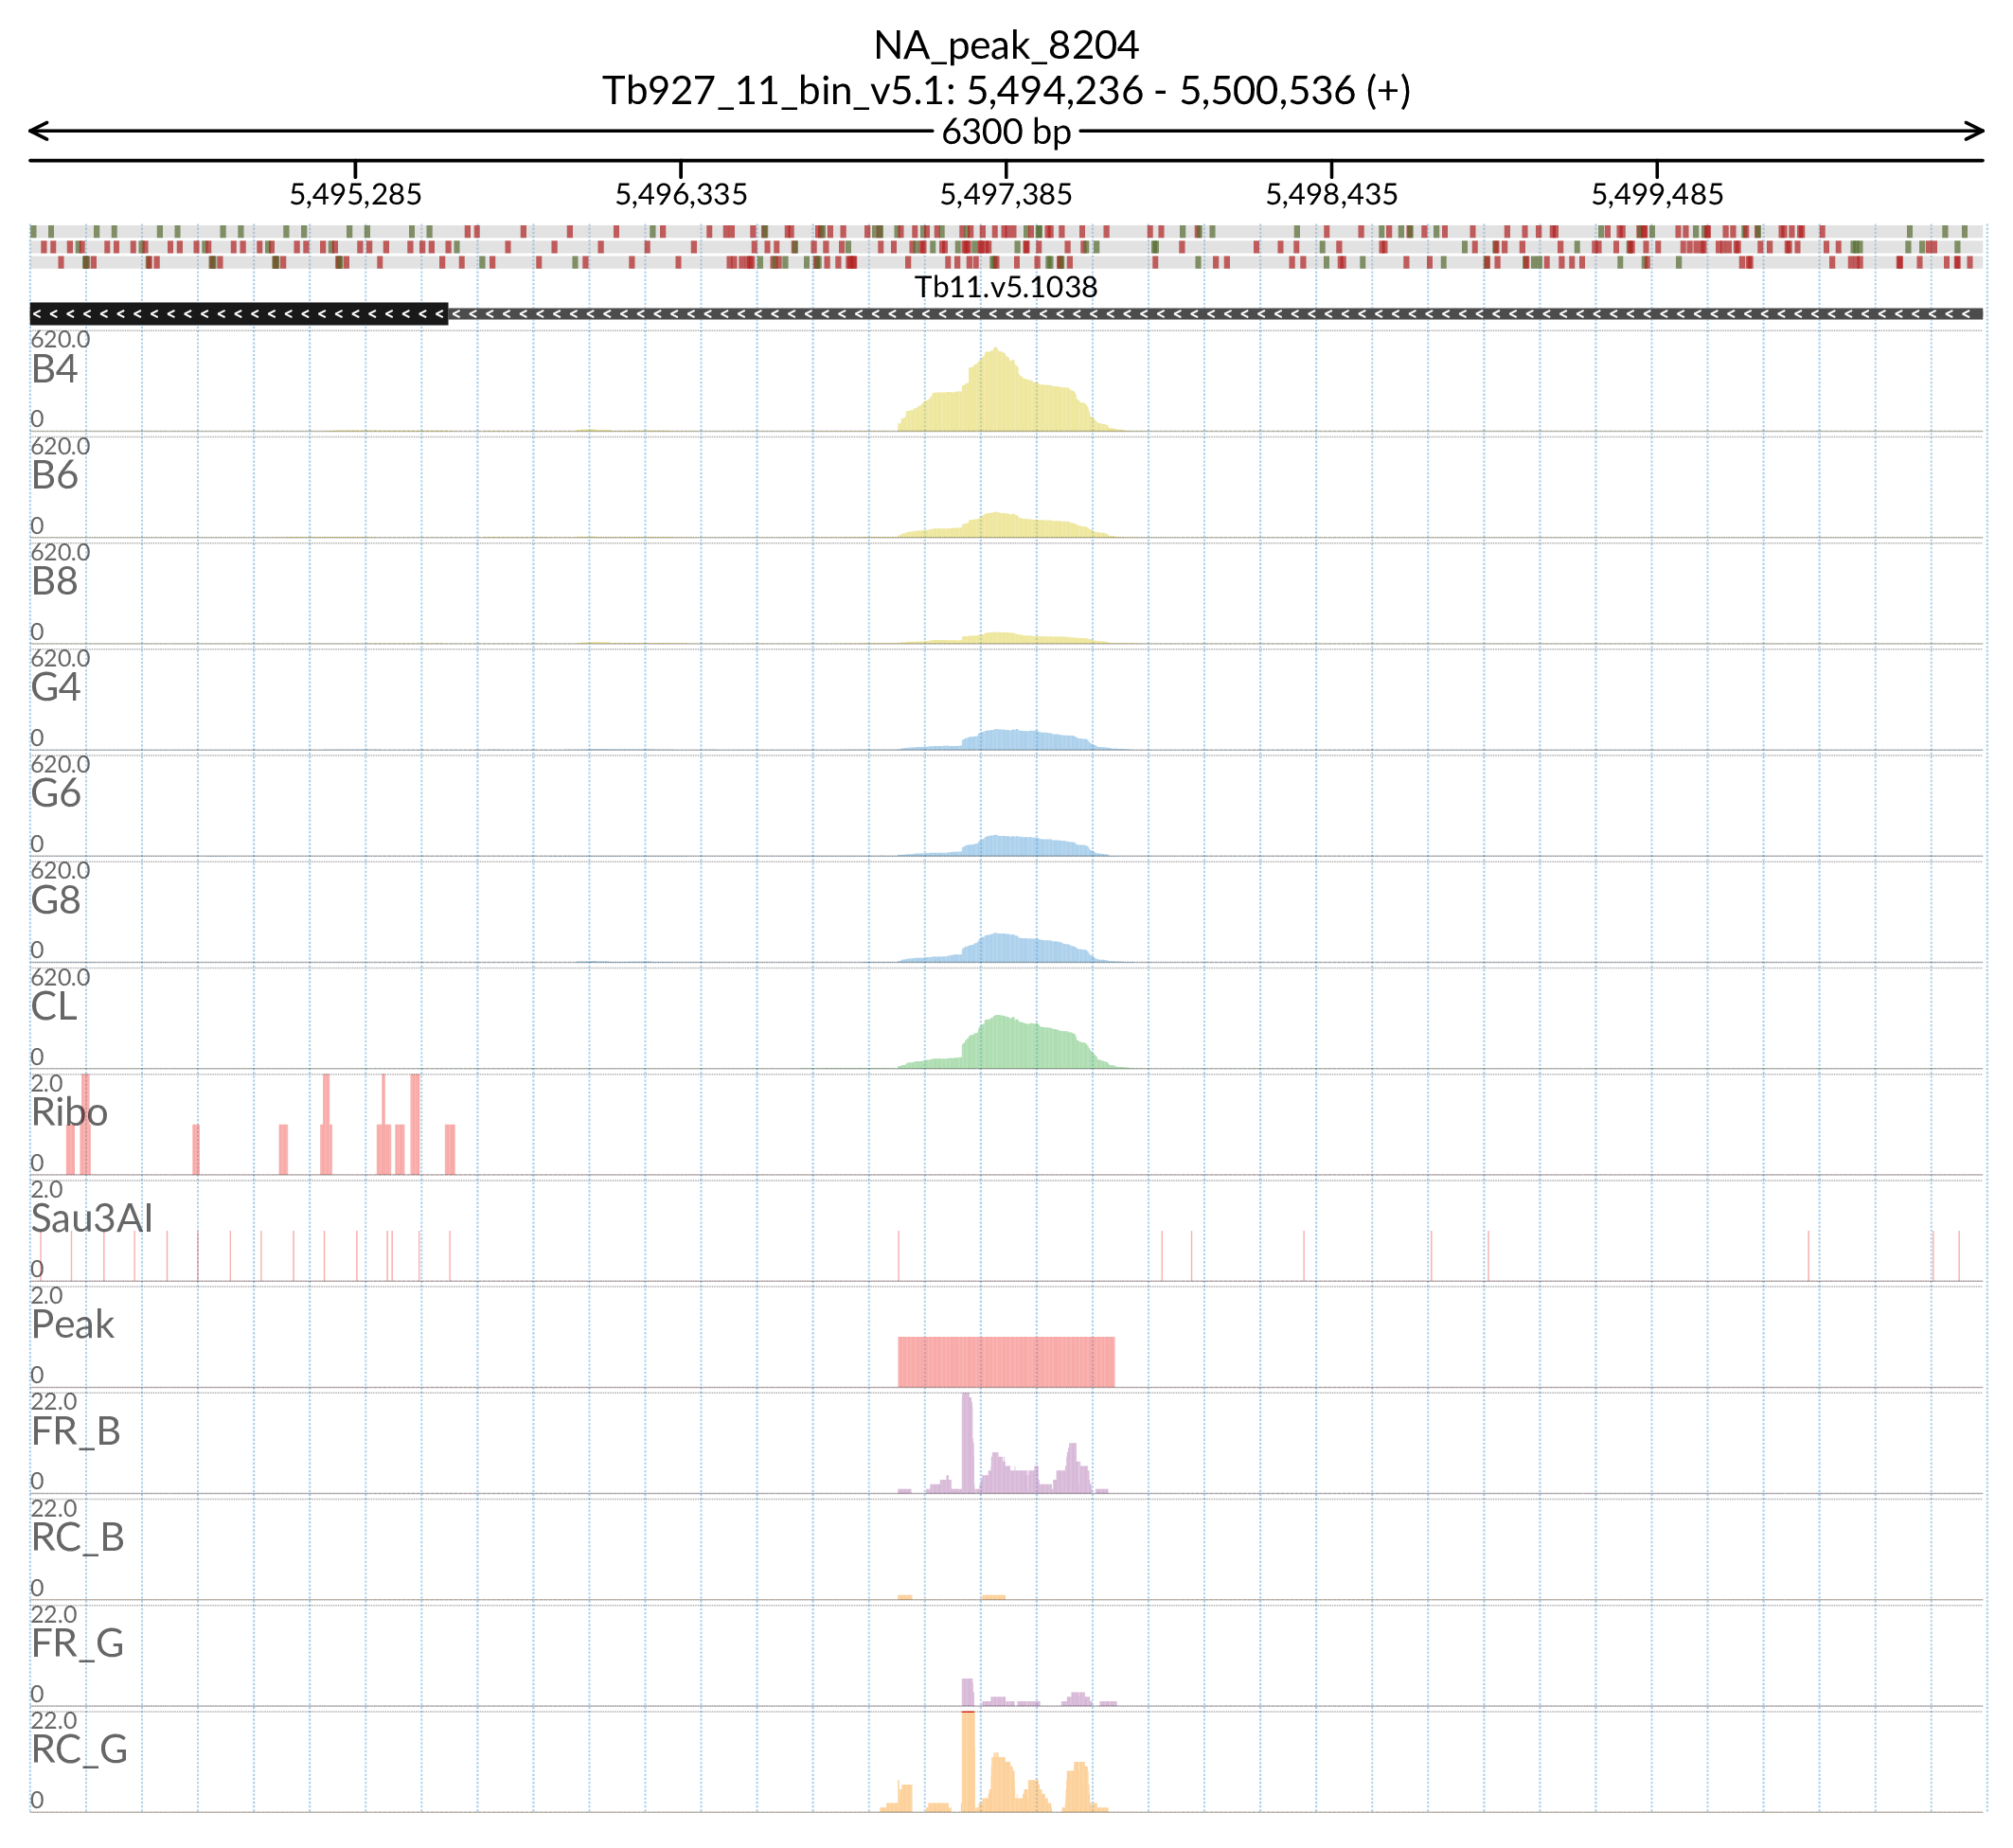 NA_peak_8204
Tb927_11_bin_v5.1: 5,494,236 - 5,500,536 (+)
6300 bp
5,495,285 5,496,335 5,497,385 5,498,435 5,499,485
Tb11.v5.1038
620.0
B4
0
620.0
B6
0
620.0
B8
0
620.0
G4
0
620.0
G6
0
620.0
G8
0
620.0
CL
0
2.0
Ribo
0
2.0
Sau3AI
0
2.0
Peak
0
22.0
FR_B
0
22.0
RC_B
0
22.0
FR_G
0
22.0
RC_G
0